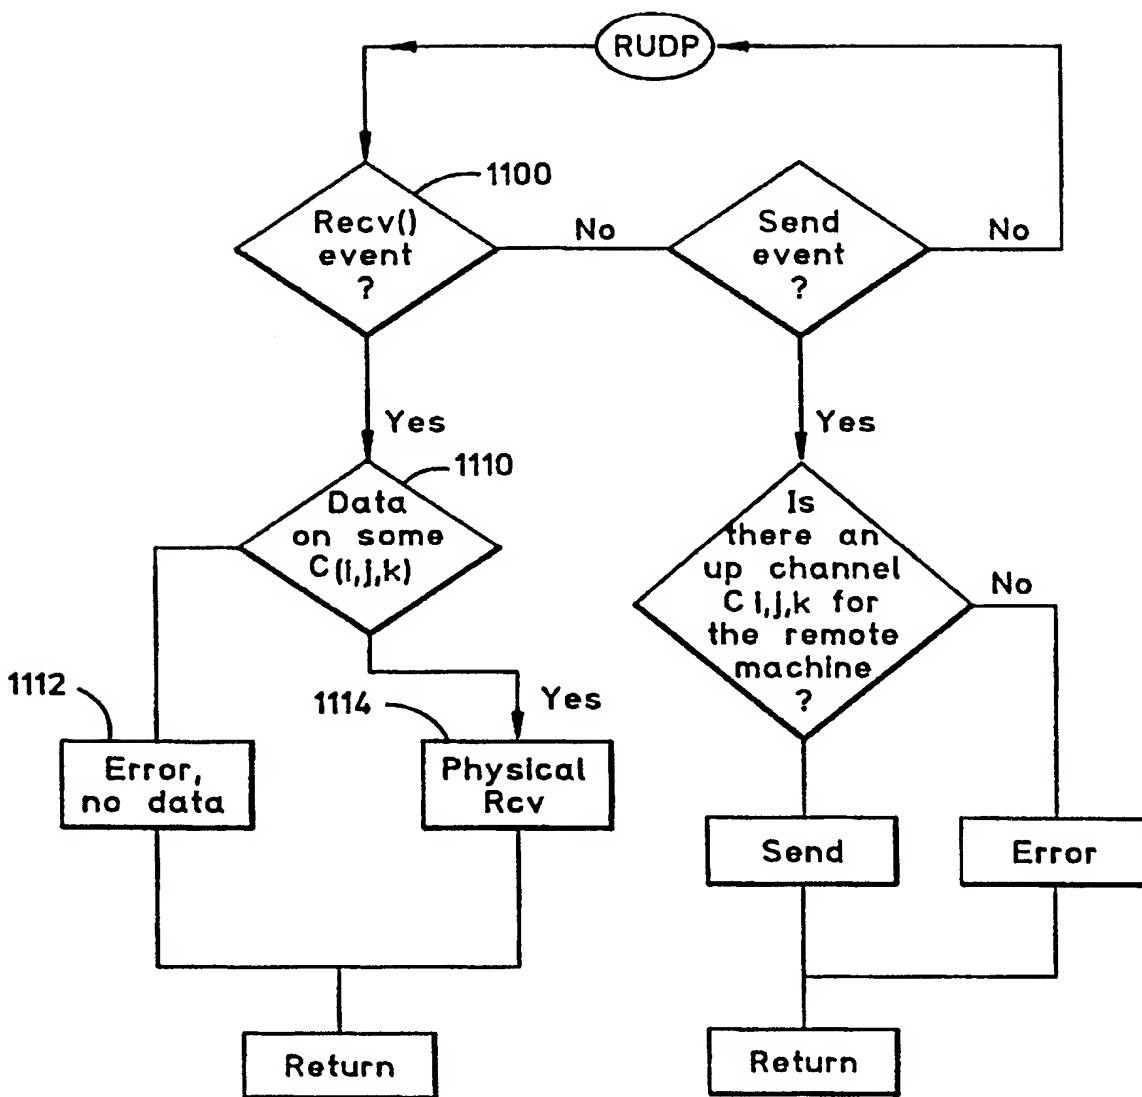 RUDP
1100
Recv()
event
?
No
Send
event
?
No
Yes
Yes
1110
Data
on some
C(i,j,k)
Is
there an
up channel
C i,j,k for
the remote
machine
?
No
1112
1114
Yes
Error,
no data
Physical
Rcv
Send
Error
Return
Return